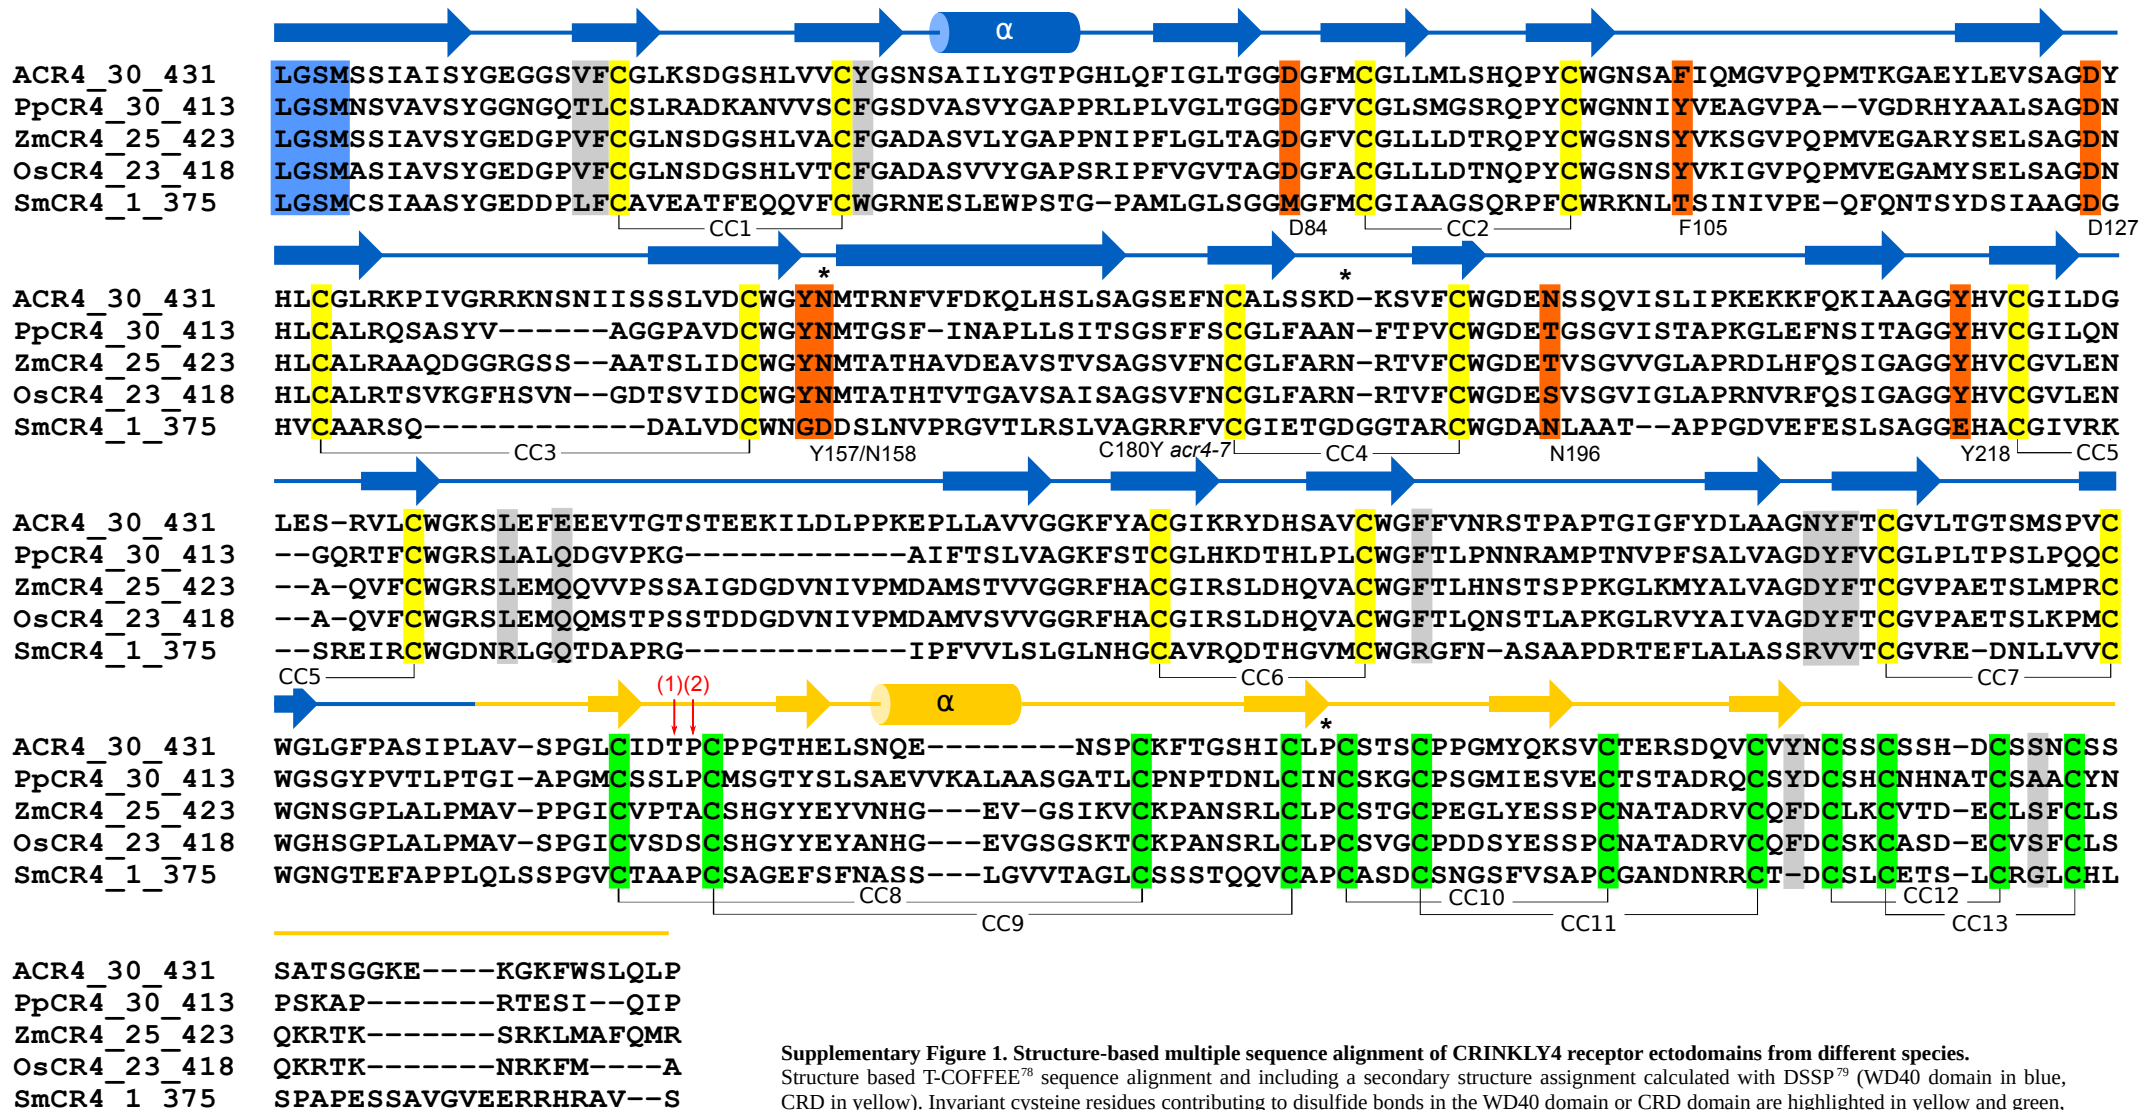 α
ACR4_30_431 LGSMSSIAISYGEGGSVFCGLKSDGSHLVVCYGSNSAILYGTPGHLQFIGLTGGDGFMCGLLMLSHQPYCWGNSAFIQMGVPQPMTKGAEYLEVSAGDY
PpCR4_30_413 LGSMNSVAVSYGGNGQTLCSLRADKANVVSCFGSDVASVYGAPPRLPLVGLTGGDGFVCGLSMGSRQPYCWGNNIYVEAGVPA--VGDRHYAALSAGDN
ZmCR4_25_423 LGSMSSIAVSYGEDGPVFCGLNSDGSHLVACFGADASVLYGAPPNIPFLGLTAGDGFVCGLLLDTRQPYCWGSNSYVKSGVPQPMVEGARYSELSAGDN
OsCR4_23_418 LGSMASIAVSYGEDGPVFCGLNSDGSHLVTCFGADASVVYGAPSRIPFVGVTAGDGFACGLLLDTNQPYCWGSNSYVKIGVPQPMVEGAMYSELSAGDN
SmCR4_1_375 LGSMCSIAASYGEDDPLFCAVEATFEQQVFCWGRNESLEWPSTG-PAMLGLSGGMGFMCGIAAGSQRPFCWRKNLTSINIVPE-QFQNTSYDSIAAGDG
CC1 D84 CC2 F105 D127
* *
ACR4_30_431 HLCGLRKPIVGRRKNSNIISSSLVDCWGYNMTRNFVFDKQLHSLSAGSEFNCALSSKD-KSVFCWGDENSSQVISLIPKEKKFQKIAAGGYHVCGILDG
PpCR4_30_413 HLCALRQSASYV------AGGPAVDCWGYNMTGSF-INAPLLSITSGSFFSCGLFAAN-FTPVCWGDETGSGVISTAPKGLEFNSITAGGYHVCGILQN
ZmCR4_25_423 HLCALRAAQDGGRGSS--AATSLIDCWGYNMTATHAVDEAVSTVSAGSVFNCGLFARN-RTVFCWGDETVSGVVGLAPRDLHFQSIGAGGYHVCGVLEN
OsCR4_23_418 HLCALRTSVKGFHSVN--GDTSVIDCWGYNMTATHTVTGAVSAISAGSVFNCGLFARN-RTVFCWGDESVSGVIGLAPRNVRFQSIGAGGYHVCGVLEN
SmCR4_1_375 HVCAARSQ------------DALVDCWNGDDSLNVPRGVTLRSLVAGRRFVCGIETGDGGTARCWGDANLAAT--APPGDVFESLSAGGEHACGIVRK
CC3 Y157/N158 C180Y acr4-7 CC4 N196 Y218 CC5
ACR4_30_431 LES-RVLCWGKSLEFEEEVTGTSTEEKILDLPPKEPLLAVVGGKFYACGIKRYDHSAVCWGFFVNRSTPAPTGIGFYDLAAGNYFTCGVLTGTSMSPVC
PpCR4_30_413 --GQRTFCWGRSLALQDGVPKG------------AIFTSLVAGKFSTCGLHKDTHLPLCWGFTLPNNRAMPTNVPFSALVAGDYFVCGLPLTPSLPQQC
ZmCR4_25_423 --A-QVFCWGRSLEMQQVVPSSAIGDGDVNIVPMDAMSTVVGGRFHACGIRSLDHQVACWGFTLHNSTSPPKGLKMYALVAGDYFTCGVPAETSLMPRC
OsCR4_23_418 --A-QVFCWGRSLEMQQMSTPSSTDDGDVNIVPMDAMVSVVGGRFHACGIRSLDHQVACWGFTLQNSTLAPKGLRVYAIVAGDYFTCGVPAETSLKPMC
SmCR4_1_375 --SREIRCWGDNRLGQTDAPRG------------IPFVVLSLGLNHGCAVRQDTHGVMCWGRGFN-ASAAPDRTEFLALASSRVVTCGVRE-DNLLVVC
CC5 CC6 CC7
(1)(2) α *
ACR4_30_431 WGLGFPASIPLAV-SPGLCIDTPCPPGTHELSNQE--------NSPCKFTGSHICLPCSTSCPPGMYQKSVCTERSDQVCVYNCSSCSSH-DCSSNCSS
PpCR4_30_413 WGSGYPVTLPTGI-APGMCSSLPCMSGTYSLSAEVVKALAASGATLCPNPTDNLCINCSKGCPSGMIESVECTSTADRQCSYDCSHCNHNATCSAACYN
ZmCR4_25_423 WGNSGPLALPMAV-PPGICVPTACSHGYYEYVNHG---EV-GSIKVCKPANSRLCLPCSTGCPEGLYESSPCNATADRVCQFDCLKCVTD-ECLSFCLS
OsCR4_23_418 WGHSGPLALPMAV-SPGICVSDSCSHGYYEYANHG---EVGSGSKTCKPANSRLCLPCSVGCPDDSYESSPCNATADRVCQFDCSKCASD-ECVSFCLS
SmCR4_1_375 WGNGTEFAPPLQLSSPGVCTAAPCSAGEFSFNASS---LGVVTAGLCSSSTQQVCAPCASDCSNGSFVSAPCGANDNRRCT-DCSLCETS-LCRGLCHL
CC8 CC9 CC10 CC11 CC12 CC13
ACR4_30_431 SATSGGKE----KGKFWSLQLP
PpCR4_30_413 PSKAP-------RTESI--QIP
ZmCR4_25_423 QKRTK-------SRKLMAFQMR
OsCR4_23_418 QKRTK-------NRKFM----A
SmCR4_1_375 SPAPESSAVGVEERRHRAV--S
Supplementary Figure 1. Structure-based multiple sequence alignment of CRINKLY4 receptor ectodomains from different species.
Structure based T-COFFEE78 sequence alignment and including a secondary structure assignment calculated with DSSP79 (WD40 domain in blue,
CRD in yellow). Invariant cysteine residues contributing to disulfide bonds in the WD40 domain or CRD domain are highlighted in yellow and green,